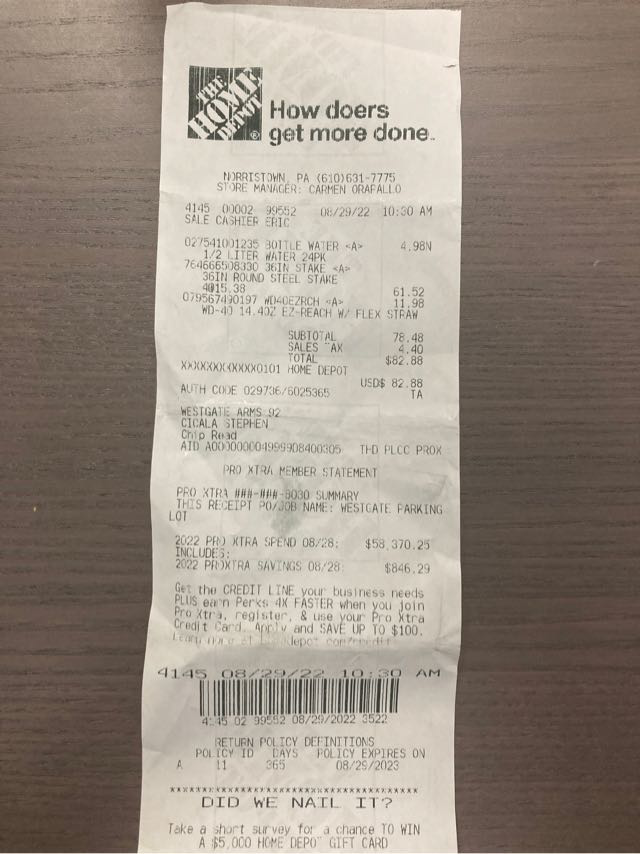 THE HOME DEPOT
How doers
get more done.
NORRISTOWN, PA (610)631-7775
STORE MANAGER: CARMEN ORAFALLO
4145 00002 99552 08/29/22 10:30 AM
SALE CASHIER ERIC
027541001235 BOTTLE WATER <A> 4.98N
1/2 LITER WATER 24PK
764666508330 36IN STAKE <A>
36IN ROUND STEEL STAKE
4@15.38 61.52
079567490197 WD40EZRCH <A> 11.98
WD-40 14.4OZ EZ-REACH W/ FLEX STRAW
SUBTOTAL 78.48
SALES TAX 4.40
TOTAL $82.88
XXXXXXXXXXXX0101 HOME DEPOT
USD$ 82.88
AUTH CODE 029736/6025365 TA
WESTGATE ARMS 92
CICALA STEPHEN
Chip Read
AID A0000000049999D8400305 THD PLCC PROX
PRO XTRA MEMBER STATEMENT
PRO XTRA ###-###-8030 SUMMARY
THIS RECEIPT PO/JOB NAME: WESTGATE PARKING
LOT
2022 PRO XTRA SPEND 08/28: $58,370.25
INCLUDES:
2022 PROXTRA SAVINGS 08/28: $846.29
Get the CREDIT LINE your business needs
PLUS earn Perks 4X FASTER when you join
Pro Xtra, register, & use your Pro Xtra
Credit Card. Apply and SAVE UP TO $100.
Learn more at homedepot.com/credit
4145 08/29/22 10:30 AM
4145 02 99552 08/29/2022 3522
RETURN POLICY DEFINITIONS
POLICY ID DAYS POLICY EXPIRES ON
A 11 365 08/29/2023
****************************************
DID WE NAIL IT?
Take a short survey for a chance TO WIN
A $5,000 HOME DEPOT GIFT CARD